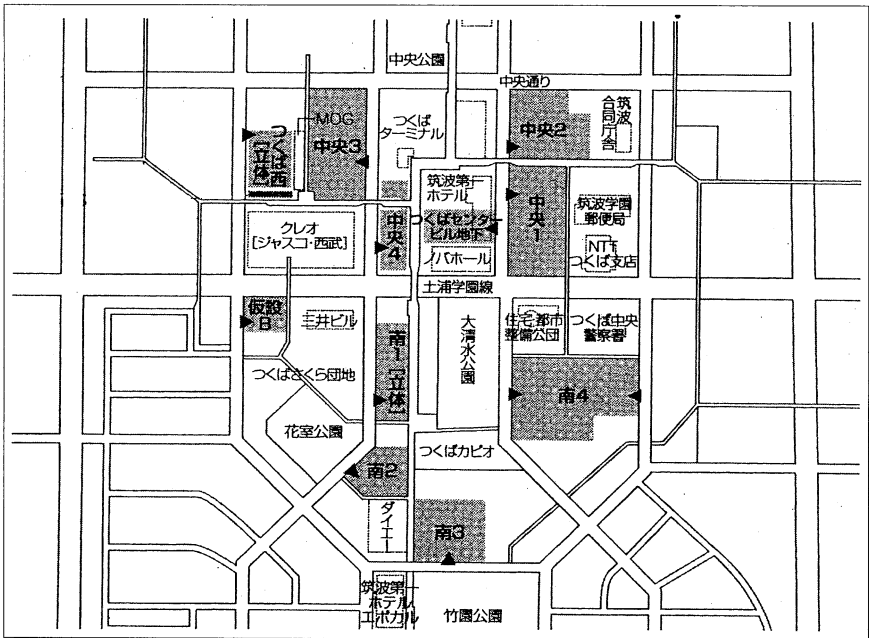 中央公園
中央通り
MOG
中央3
つくば西
[立体]
つくば
ターミナル
中央2
筑波
合同庁舎
筑波第一
ホテル
中央1
筑波学園
郵便局
クレオ
[ジャスコ・西武]
中央4
つくばセンター
ビル地下
ノバホール
NTT
つくば支店
土浦学園線
仮設
B
三井ビル
南1[立体]
大清水公園
住宅・都市
整備公団
つくば中央
警察署
つくばさくら団地
南4
花室公園
つくばカピオ
南2
ダイエー
南3
筑波第一
ホテル
エポカル
竹園公園